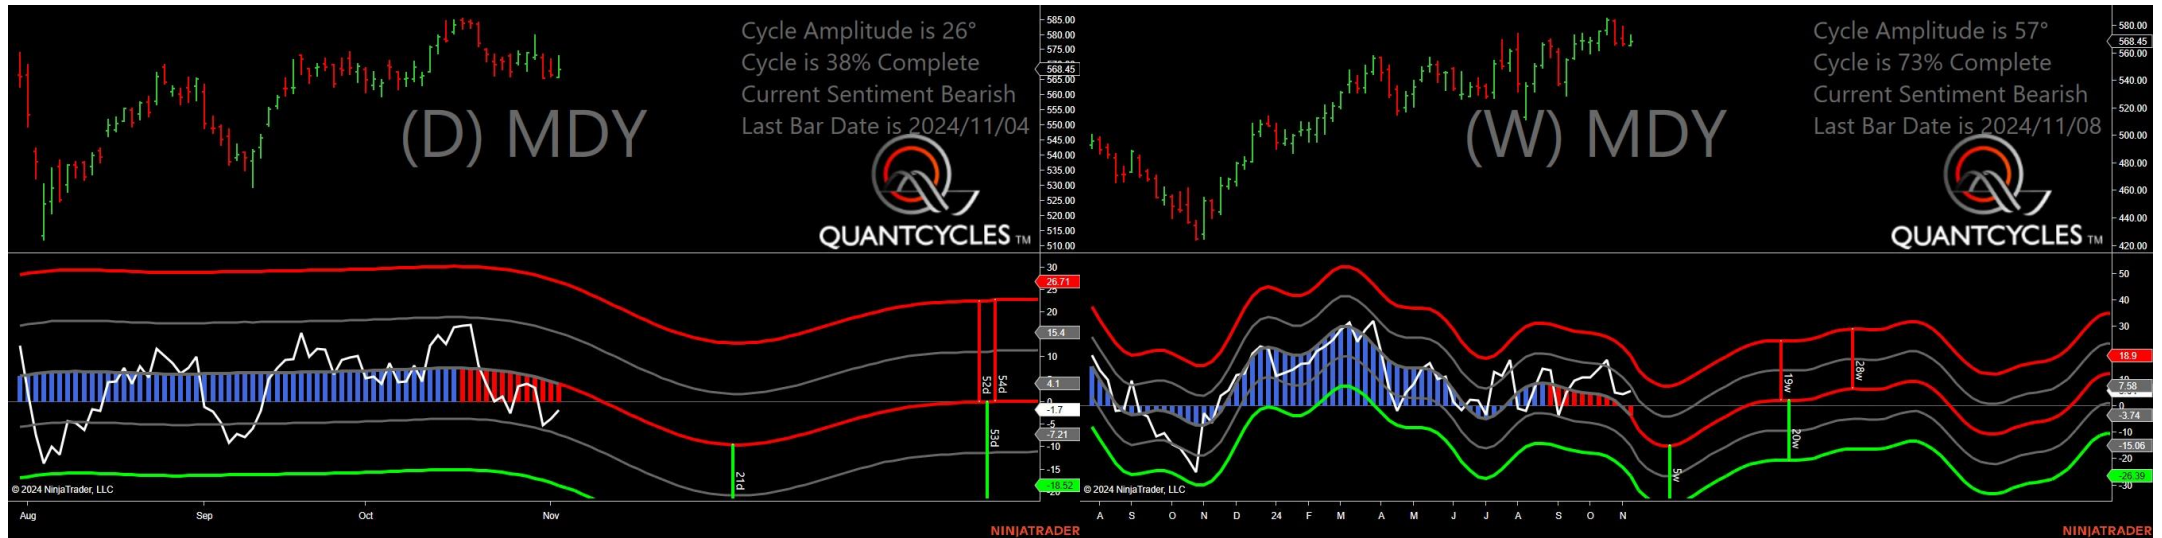 Cycle Amplitude is 26°
Cycle is 38% Complete
Current Sentiment Bearish
Last Bar Date is 2024/11/04
(D) MDY
QUANTCYCLES TM
585.00
580.00
575.00
568.45
565.00
560.00
555.00
550.00
545.00
540.00
535.00
530.00
525.00
520.00
515.00
510.00
30
26.71
25
20
15.4
10
4.1
0
-1.7
-5
-7.21
-10
-15
-18.52
52d
54d
53d
21d
© 2024 NinjaTrader, LLC
Aug Sep Oct Nov
NINJATRADER
Cycle Amplitude is 57°
Cycle is 73% Complete
Current Sentiment Bearish
Last Bar Date is 2024/11/08
(W) MDY
QUANTCYCLES TM
580.00
568.45
560.00
540.00
520.00
500.00
480.00
460.00
440.00
420.00
50
40
30
18.9
7.58
0
-3.74
-10
-15.06
-20
-26.39
-30
19w
28w
20w
5w
© 2024 NinjaTrader, LLC
A S O N D 24 F M A M J J A S O N
NINJATRADER